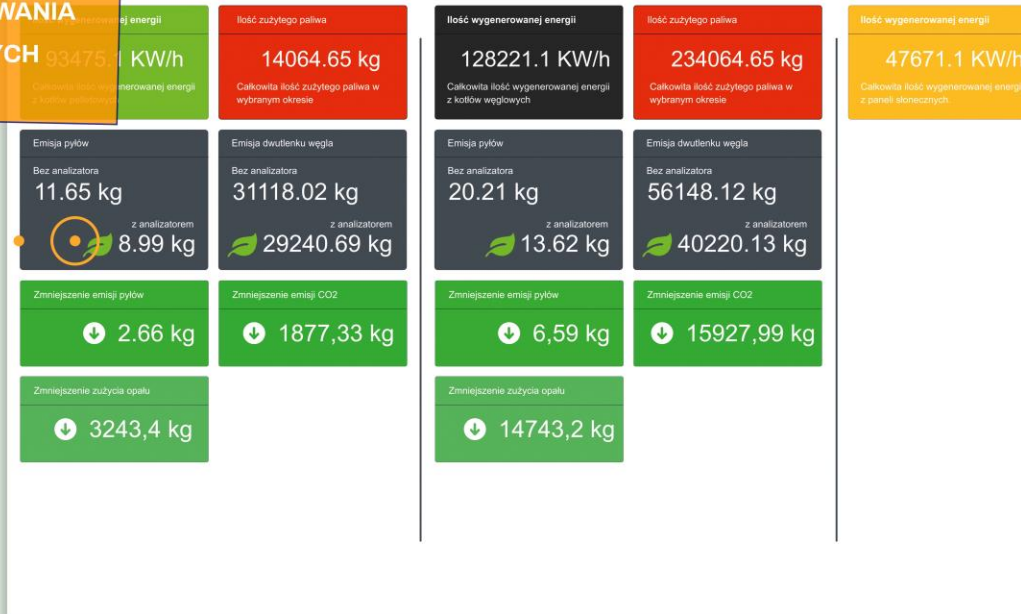 WANIA
YCH
Ilość wygenerowanej energii
93475.1 KW/h
Całkowita ilość wygenerowanej energii
z kotłów peletowych
Ilość zużytego paliwa
14064.65 kg
Całkowita ilość zużytego paliwa w
wybranym okresie
Emisja pyłów
Bez analizatora
11.65 kg
z analizatorem
8.99 kg
Emisja dwutlenku węgla
Bez analizatora
31118.02 kg
z analizatorem
29240.69 kg
Zmniejszenie emisji pyłów
2.66 kg
Zmniejszenie emisji CO2
1877,33 kg
Zmniejszenie zużycia opału
3243,4 kg
Ilość wygenerowanej energii
128221.1 KW/h
Całkowita ilość wygenerowanej energii
z kotłów węglowych
Ilość zużytego paliwa
234064.65 kg
Całkowita ilość zużytego paliwa w
wybranym okresie
Emisja pyłów
Bez analizatora
20.21 kg
z analizatorem
13.62 kg
Emisja dwutlenku węgla
Bez analizatora
56148.12 kg
z analizatorem
40220.13 kg
Zmniejszenie emisji pyłów
6,59 kg
Zmniejszenie emisji CO2
15927,99 kg
Zmniejszenie zużycia opału
14743,2 kg
Ilość wygenerowanej energii
47671.1 KW/h
Całkowita ilość wygenerowanej energii
z paneli słonecznych.